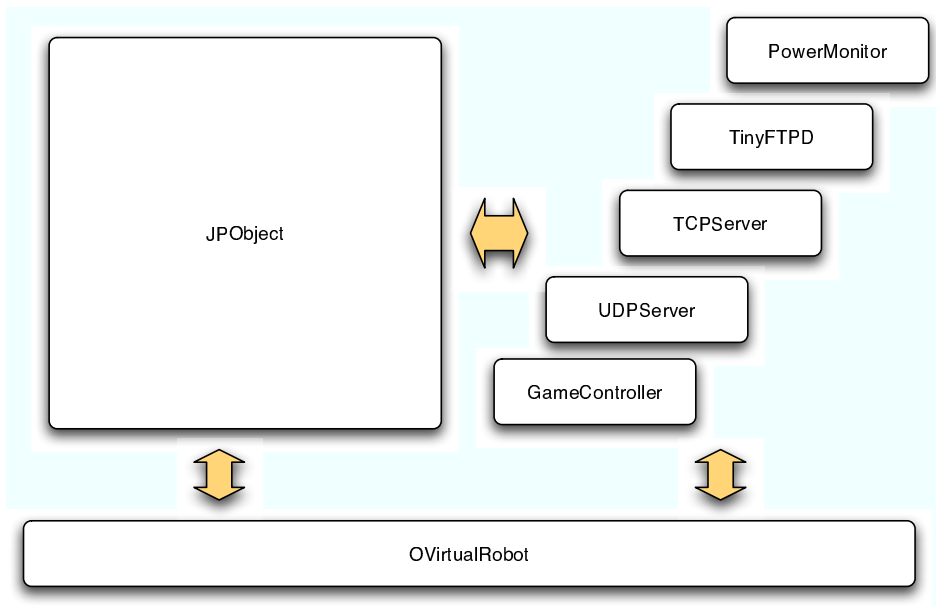 PowerMonitor
TinyFTPD
TCPServer
JPObject
UDPServer
GameController
OVirtualRobot